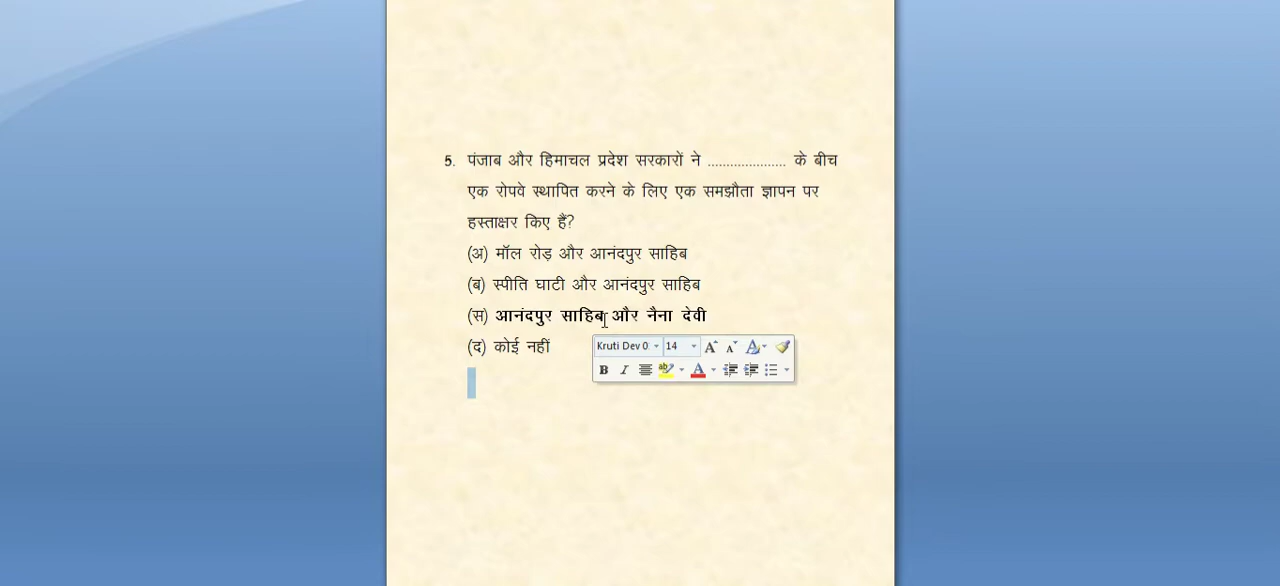 5. पंजाब और हिमाचल प्रदेश सरकारों ने ..................... के बीच
एक रोपवे स्थापित करने के लिए एक समझौता ज्ञापन पर
हस्ताक्षर किए हैं?
(अ) मॉल रोड़ और आनंदपुर साहिब
(ब) स्पीति घाटी और आनंदपुर साहिब
(स) आनंदपुर साहिब और नैना देवी
(द) कोई नहीं
Kruti Dev 0 14